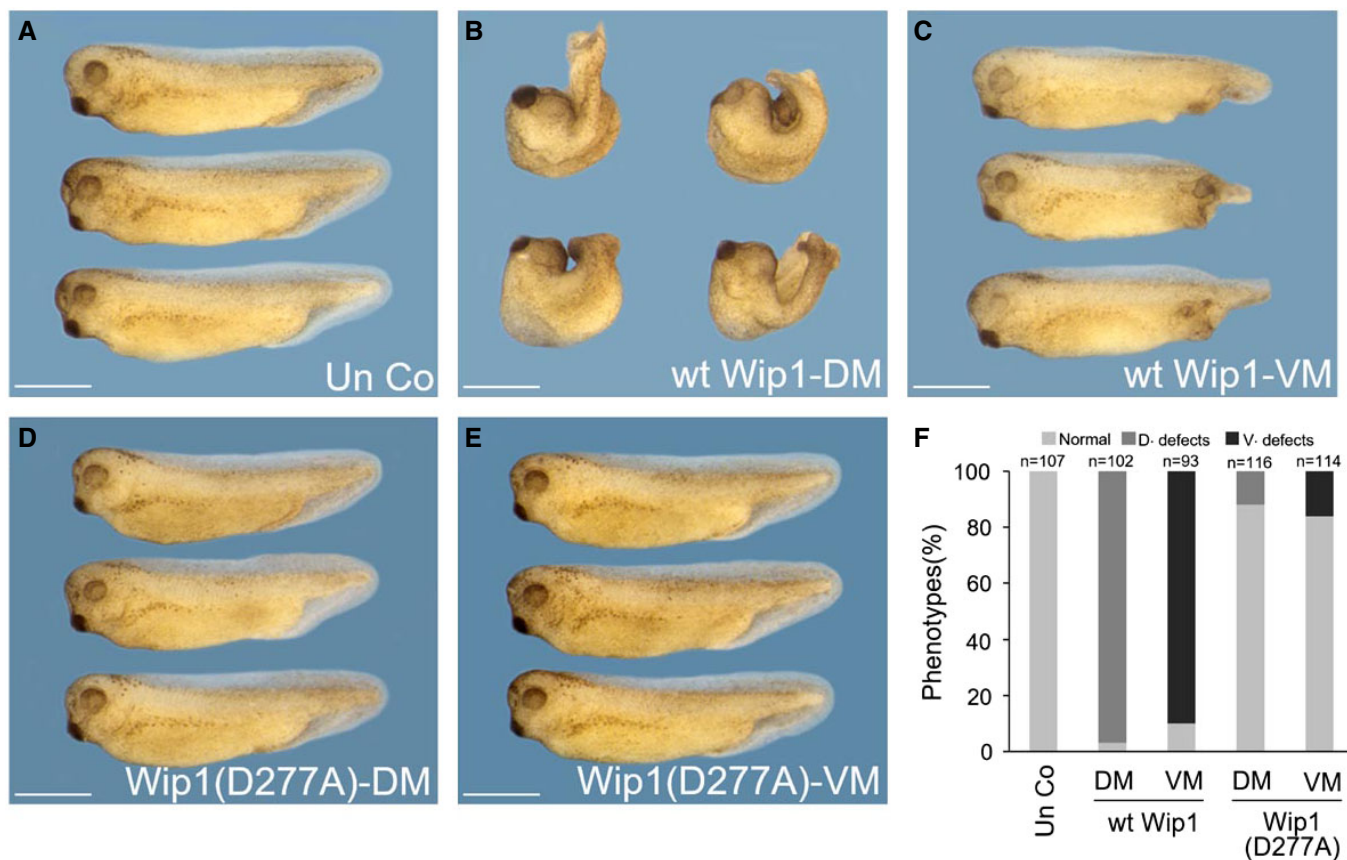 A
Un Co
B
wt Wip1-DM
C
wt Wip1-VM
D
Wip1(D277A)-DM
E
Wip1(D277A)-VM
F
Normal D· defects V· defects
n=107 n=102 n=93 n=116 n=114
Phenotypes(%)
100
80
60
40
20
0
Un Co
DM VM DM VM
wt Wip1 Wip1
(D277A)